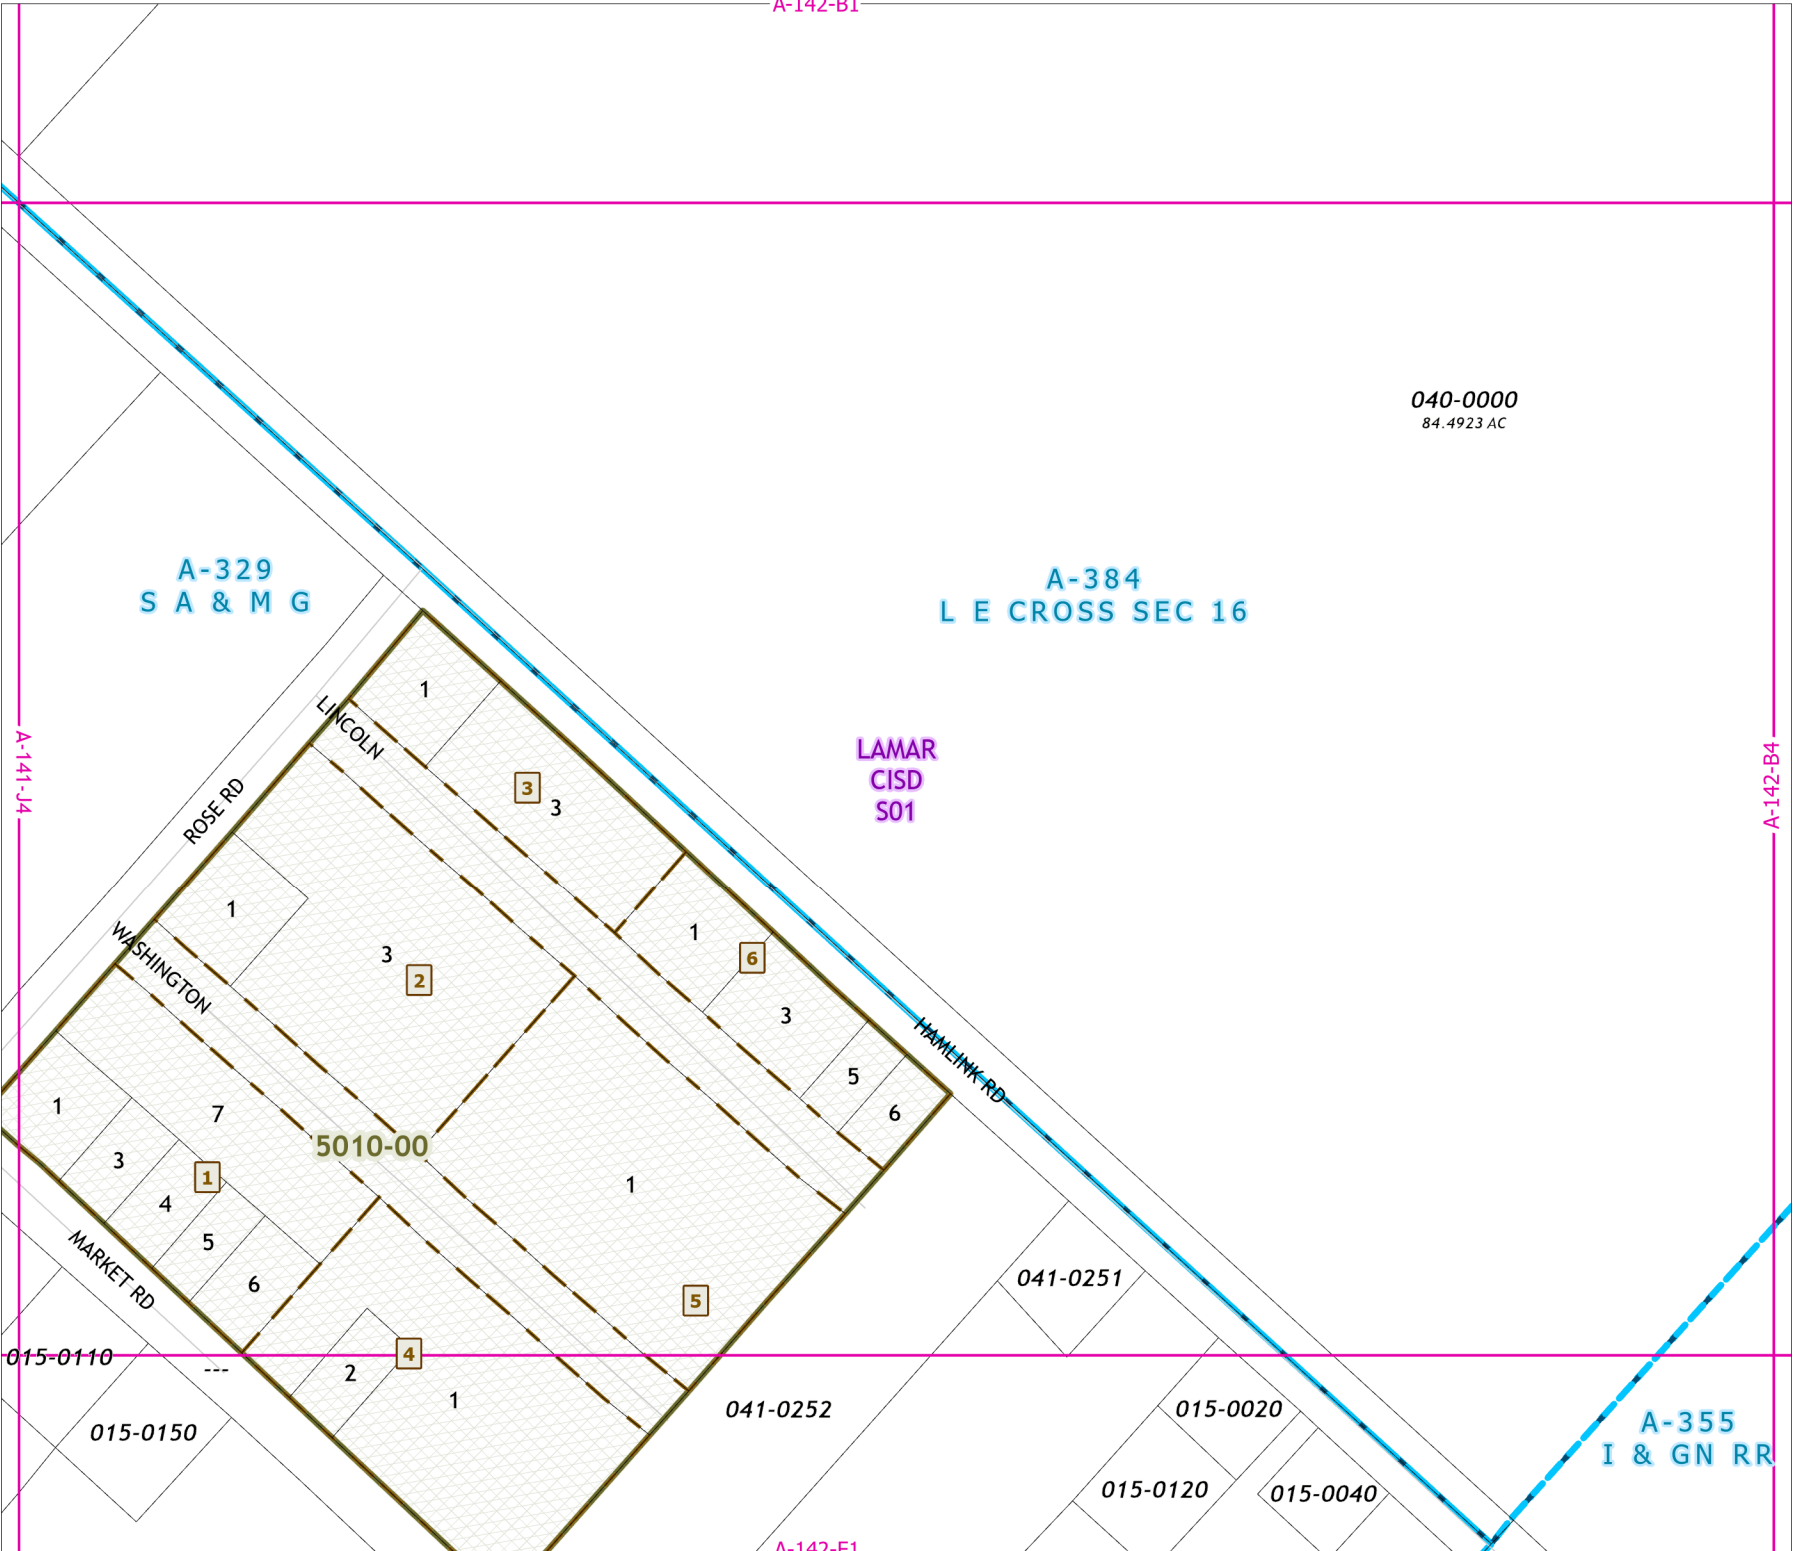 A-142-B1
040-0000
84.4923 AC
A-329
S A & M G
A-384
L E CROSS SEC 16
LAMAR
CISD
S01
A-141-J4
A-142-B4
ROSE RD
LINCOLN
WASHINGTON
HAMLINK RD
MARKET RD
1
3
3
1
3
2
1
6
3
5
6
1
7
3
1
4
5
6
5010-00
1
5
2
4
1
041-0251
041-0252
015-0110
---
015-0150
015-0020
015-0120
015-0040
A-355
I & GN RR
A-142-E1